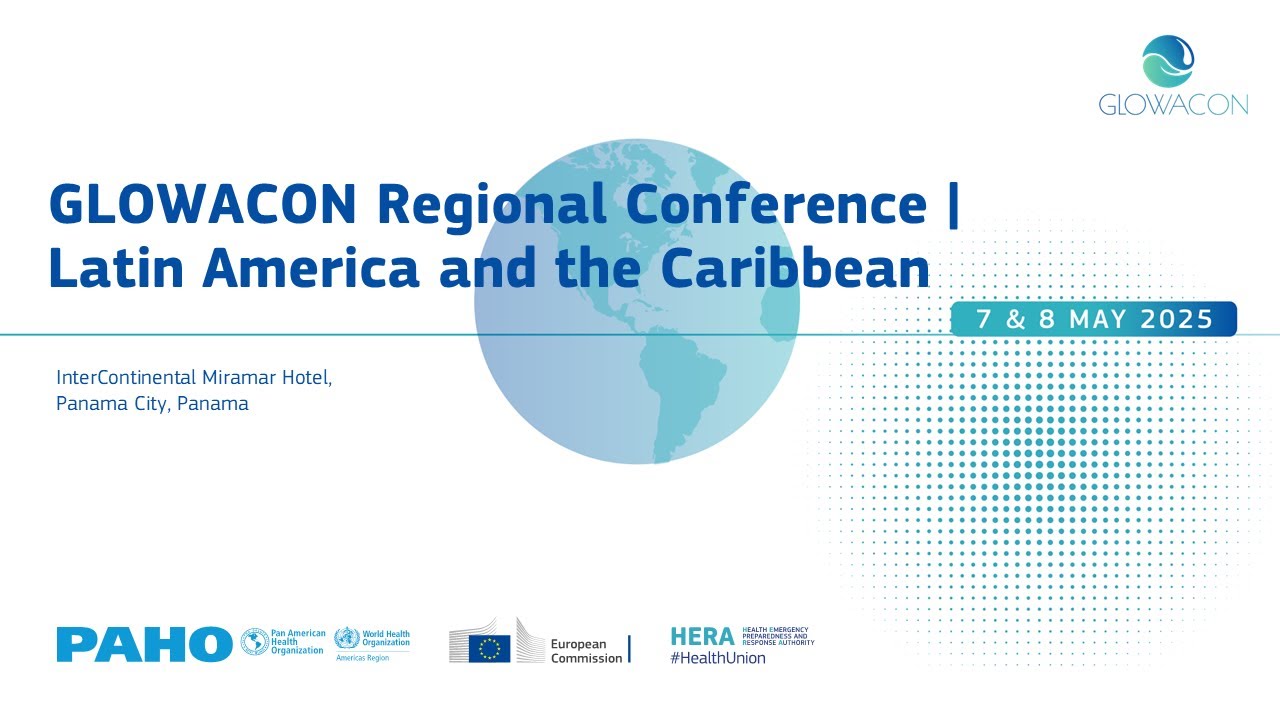 GLOWACON
GLOWACON Regional Conference |
Latin America and the Caribbean
7 & 8 MAY 2025
InterContinental Miramar Hotel,
Panama City, Panama
PAHO
Pan American
Health
Organization
World Health
Organization
Americas Region
European
Commission
HERA
HEALTH EMERGENCY
PREPAREDNESS AND
RESPONSE AUTHORITY
#HealthUnion